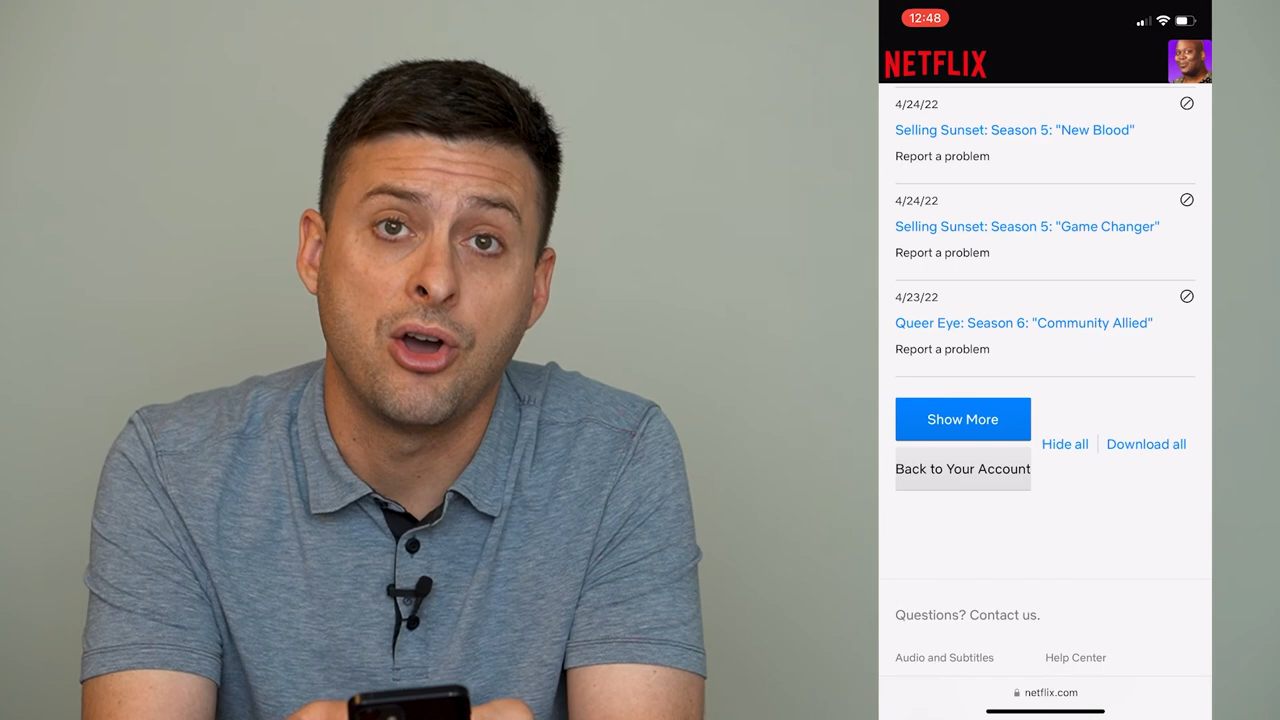 12:48
NETFLIX
4/24/22
Selling Sunset: Season 5: "New Blood"
Report a problem
4/24/22
Selling Sunset: Season 5: "Game Changer"
Report a problem
4/23/22
Queer Eye: Season 6: "Community Allied"
Report a problem
Show More
Hide all | Download all
Back to Your Account
Questions? Contact us.
Audio and Subtitles Help Center
netflix.com